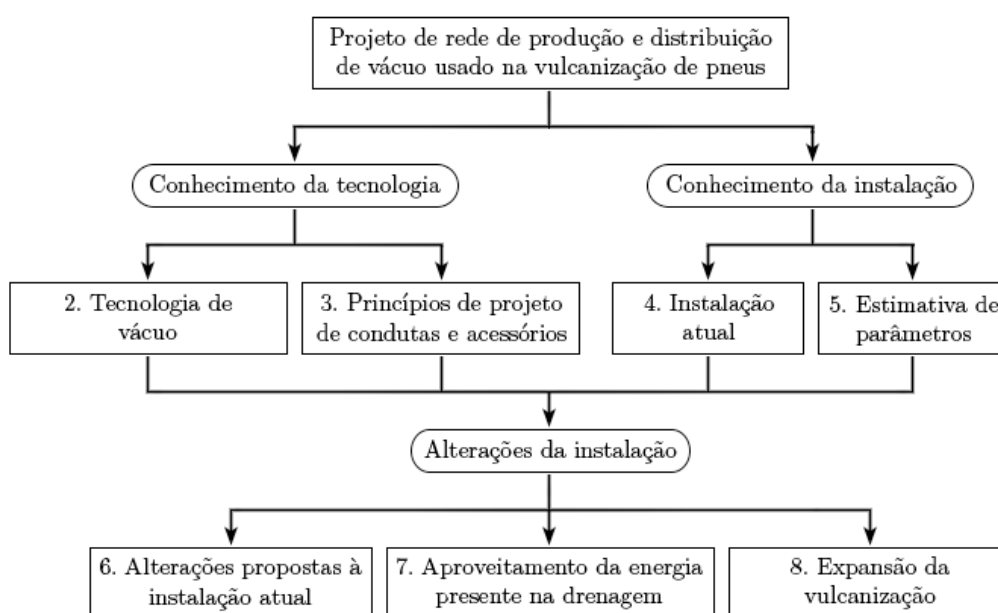 Projeto de rede de produção e distribuição
de vácuo usado na vulcanização de pneus
Conhecimento da tecnologia
Conhecimento da instalação
2. Tecnologia de
vácuo
3. Princípios de projeto
de condutas e acessórios
4. Instalação
atual
5. Estimativa de
parâmetros
Alterações da instalação
6. Alterações propostas à
instalação atual
7. Aproveitamento da energia
presente na drenagem
8. Expansão da
vulcanização